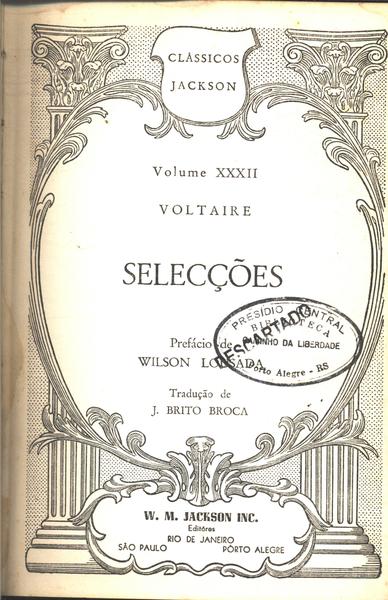 CLÁSSICOS
JACKSON
Volume XXXII
VOLTAIRE
SELECÇÕES
PRESÍDIO CENTRAL
BIBLIOTECA
CAMINHO DA LIBERDADE
Porto Alegre - RS
DESCARTADO
Prefácio de
WILSON LOUSADA
Tradução de
J. BRITO BROCA
W. M. JACKSON INC.
Editôres
RIO DE JANEIRO
SÃO PAULO PÔRTO ALEGRE